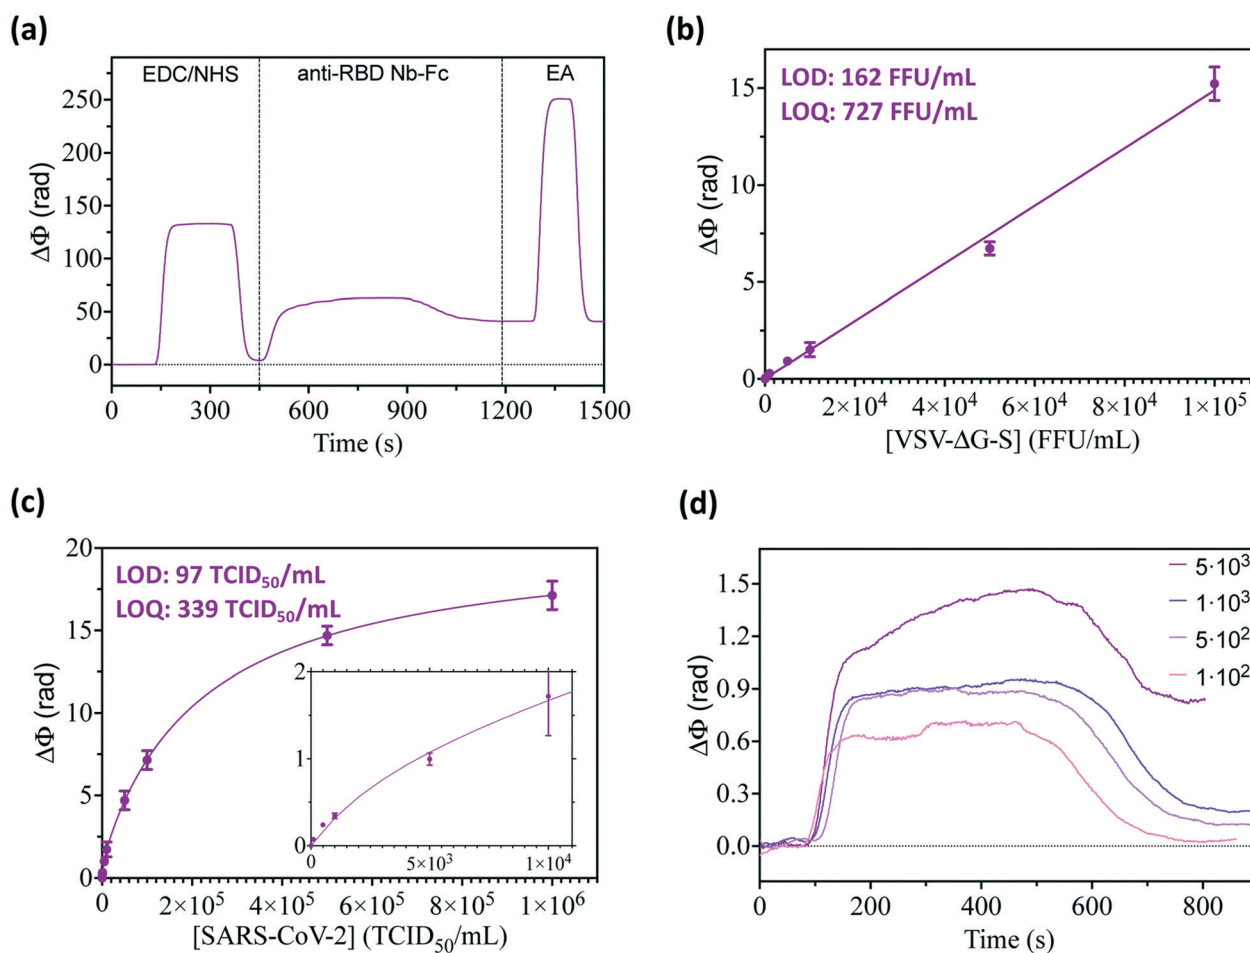 (a)
EDC/NHS anti-RBD Nb-Fc EA
250
200
150
100
50
0
ΔΦ (rad)
0 300 600 900 1200 1500
Time (s)
(b)
LOD: 162 FFU/mL
LOQ: 727 FFU/mL
15
10
5
0
ΔΦ (rad)
0 2×10⁴ 4×10⁴ 6×10⁴ 8×10⁴ 1×10⁵
[VSV-ΔG-S] (FFU/mL)
(c)
LOD: 97 TCID₅₀/mL
LOQ: 339 TCID₅₀/mL
20
15
10
5
0
ΔΦ (rad)
2
1
0
0 5×10³ 1×10⁴
0 2×10⁵ 4×10⁵ 6×10⁵ 8×10⁵ 1×10⁶
[SARS-CoV-2] (TCID₅₀/mL)
(d)
5·10³
1·10³
5·10²
1·10²
1.5
1.2
0.9
0.6
0.3
0.0
ΔΦ (rad)
0 200 400 600 800
Time (s)